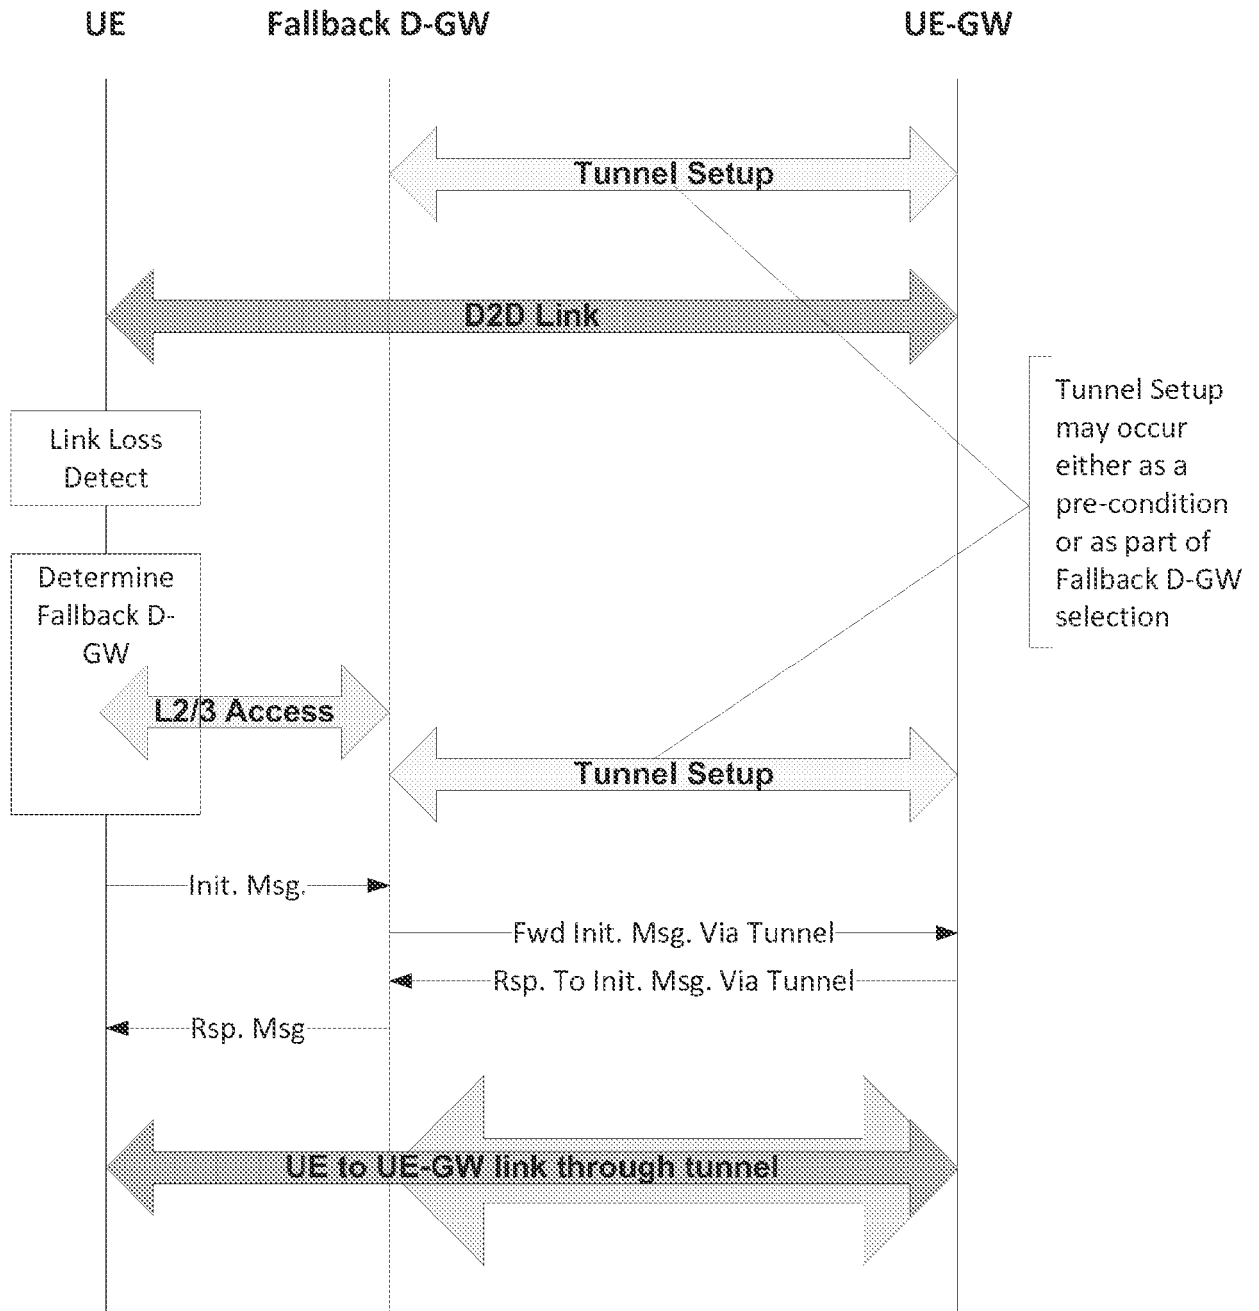 UE
Fallback D-GW
UE-GW
Tunnel Setup
D2D Link
Link Loss
Detect
Tunnel Setup
may occur
either as a
pre-condition
or as part of
Fallback D-GW
selection
Determine
Fallback D-
GW
L2/3 Access
Tunnel Setup
Init. Msg.
Fwd Init. Msg. Via Tunnel
Rsp. To Init. Msg. Via Tunnel
Rsp. Msg
UE to UE-GW link through tunnel